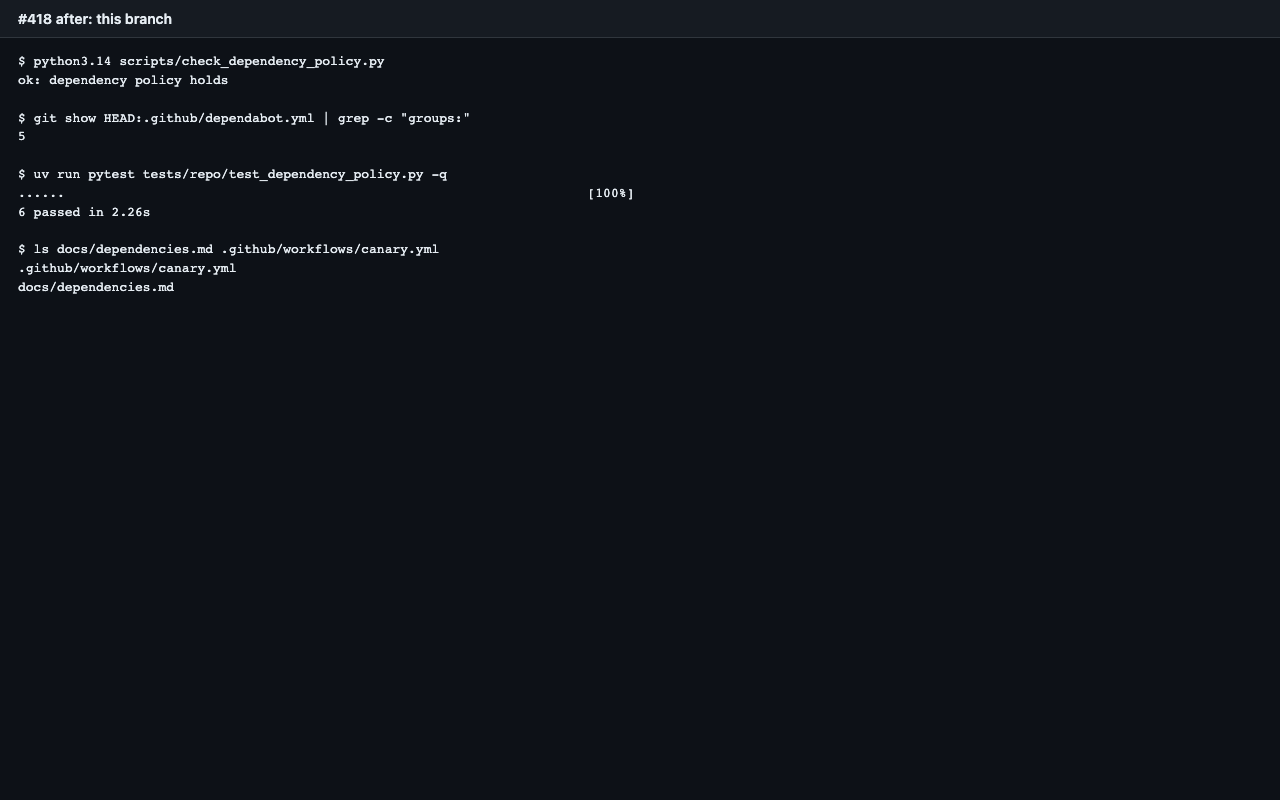 #418 after: this branch
$ python3.14 scripts/check_dependency_policy.py
ok: dependency policy holds
$ git show HEAD:.github/dependabot.yml | grep -c "groups:"
5
$ uv run pytest tests/repo/test_dependency_policy.py -q
...... [100%]
6 passed in 2.26s
$ ls docs/dependencies.md .github/workflows/canary.yml
.github/workflows/canary.yml
docs/dependencies.md